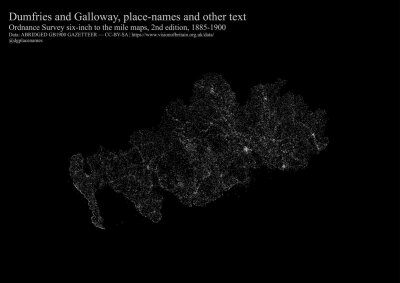 Dumfries and Galloway, place-names and other text
Ordnance Survey six-inch to the mile maps, 2nd edition, 1885-1900
Data: ABRIDGED GB1900 GAZETTEER — CC-BY-SA | https://www.visionofbritain.org.uk/data/
@dgplacenames